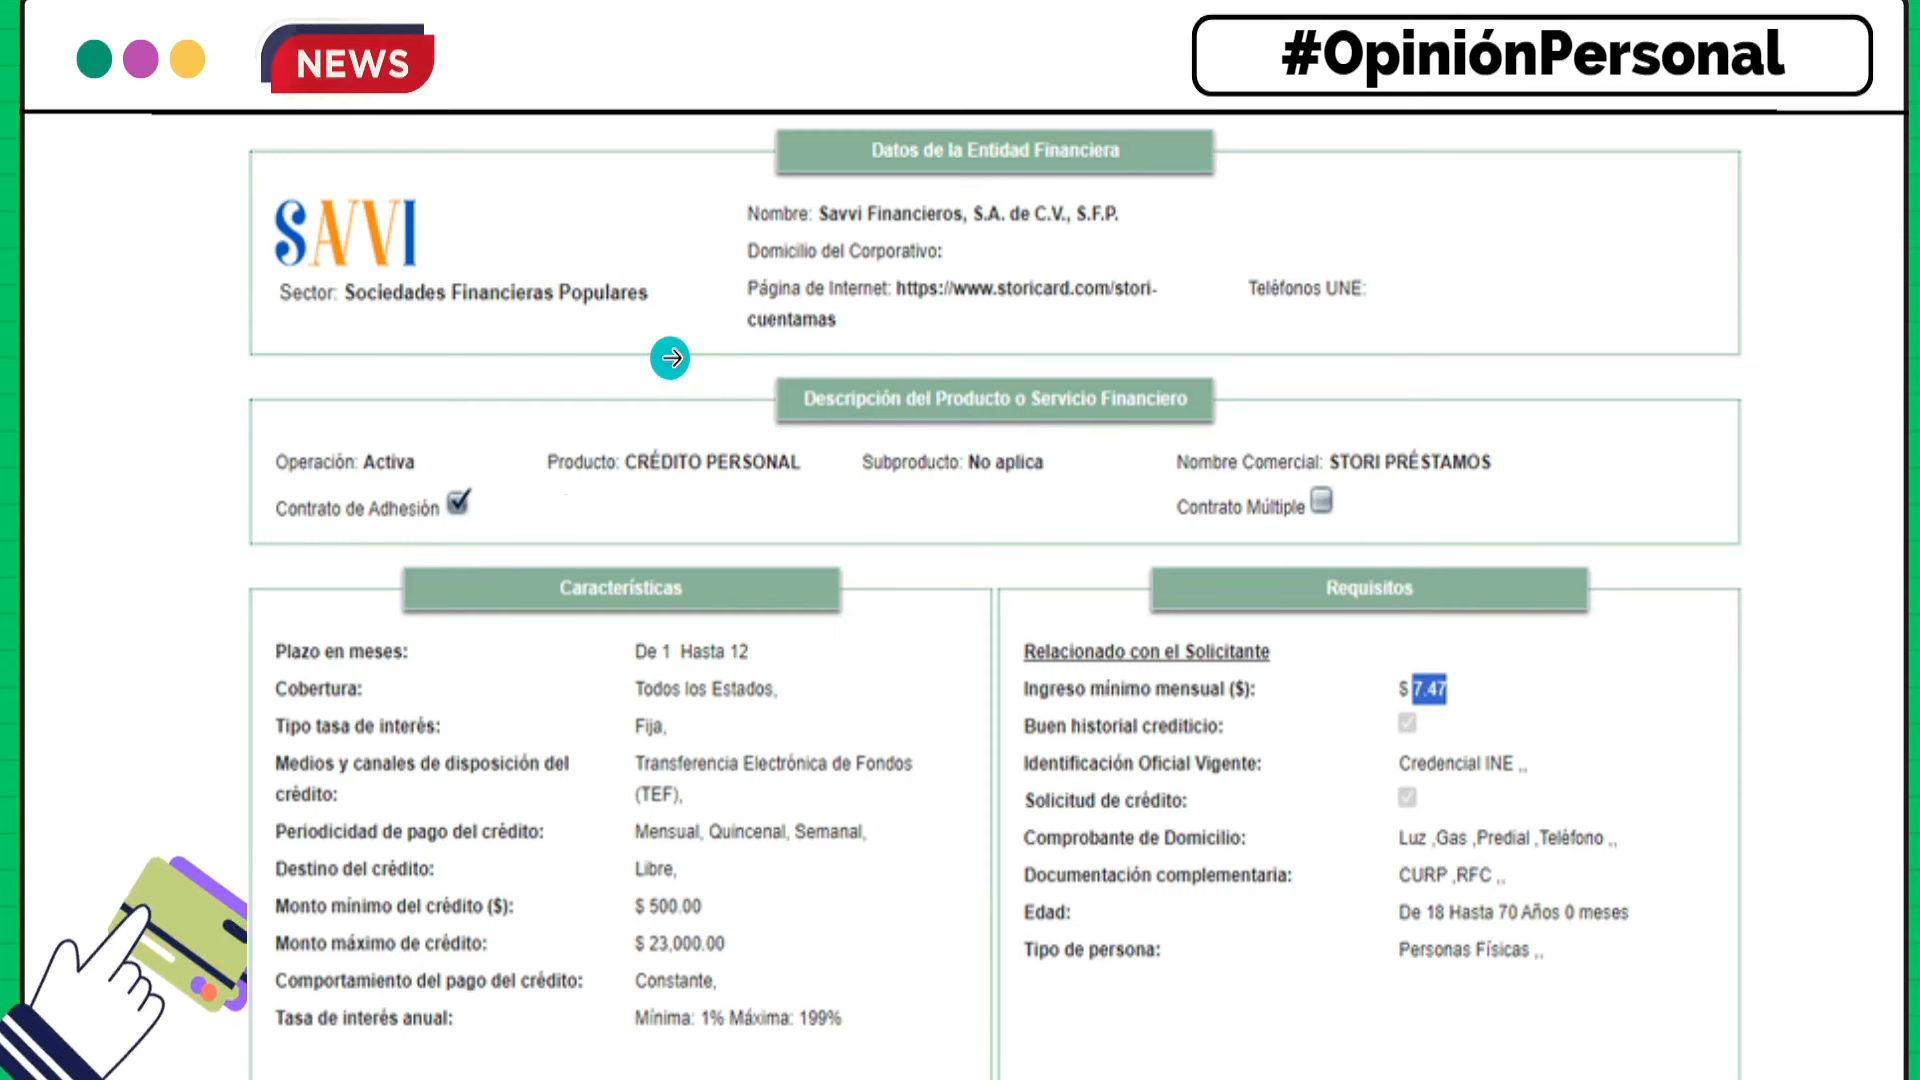 NEWS
#OpiniónPersonal
Datos de la Entidad Financiera
SAVVI
Nombre: Savvi Financieros, S.A. de C.V., S.F.P.
Domicilio del Corporativo:
Sector: Sociedades Financieras Populares
Página de Internet: https://www.storicard.com/stori-
cuentamas
Teléfonos UNE:
Descripción del Producto o Servicio Financiero
Operación: Activa
Producto: CRÉDITO PERSONAL
Subproducto: No aplica
Nombre Comercial: STORI PRÉSTAMOS
Contrato de Adhesión
Contrato Múltiple
Características
Plazo en meses: De 1 Hasta 12
Cobertura: Todos los Estados,
Tipo tasa de interés: Fija,
Medios y canales de disposición del
crédito:
Transferencia Electrónica de Fondos
(TEF),
Periodicidad de pago del crédito: Mensual, Quincenal, Semanal,
Destino del crédito: Libre,
Monto mínimo del crédito ($): $ 500.00
Monto máximo de crédito: $ 23,000.00
Comportamiento del pago del crédito: Constante,
Tasa de interés anual: Mínima: 1% Máxima: 199%
Requisitos
Relacionado con el Solicitante
Ingreso mínimo mensual ($): $ 7.47
Buen historial crediticio:
Identificación Oficial Vigente: Credencial INE ,,
Solicitud de crédito:
Comprobante de Domicilio: Luz ,Gas ,Predial ,Teléfono ,,
Documentación complementaria: CURP ,RFC ,,
Edad: De 18 Hasta 70 Años 0 meses
Tipo de persona: Personas Físicas ,,